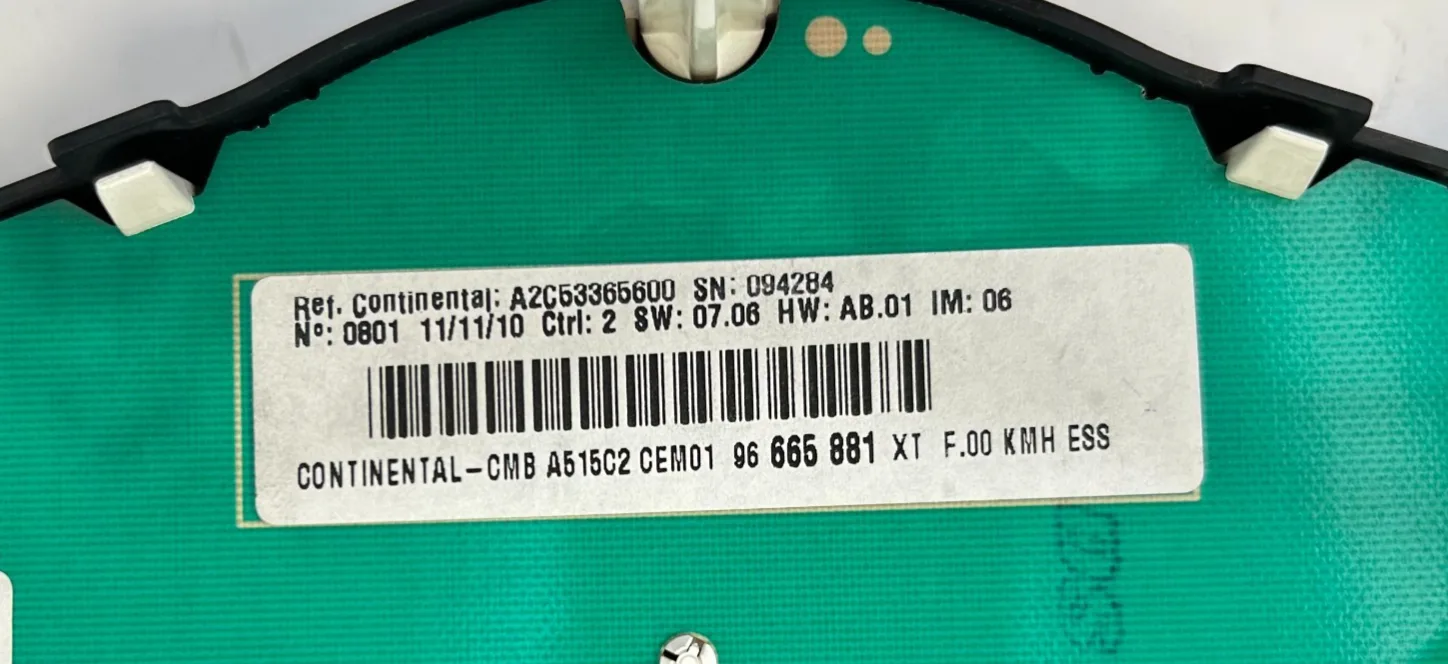 Ref. Continental: A2C53365600 SN: 094284
Nº: 0801 11/11/10 Ctrl: 2 SW: 07.06 HW: AB.01 IM: 06
CONTINENTAL-CMB A515C2 CEM01 96 665 881 XT F.00 KMH ESS